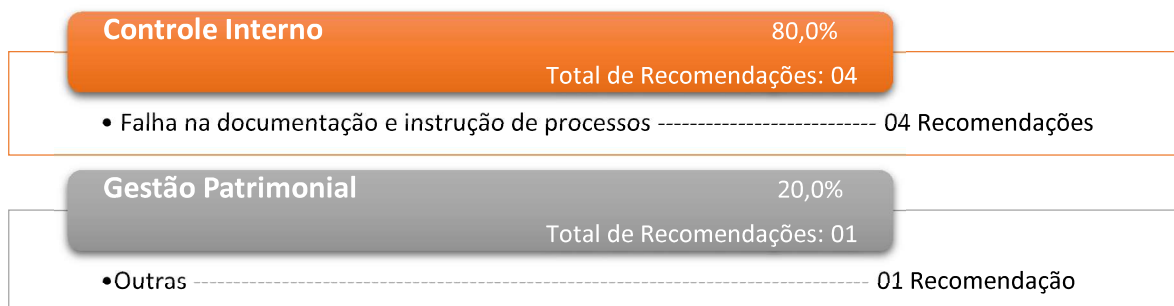 Controle Interno 80,0%
Total de Recomendações: 04
• Falha na documentação e instrução de processos --------------------------- 04 Recomendações
Gestão Patrimonial 20,0%
Total de Recomendações: 01
•Outras ------------------------------------------------------------------------------------ 01 Recomendação